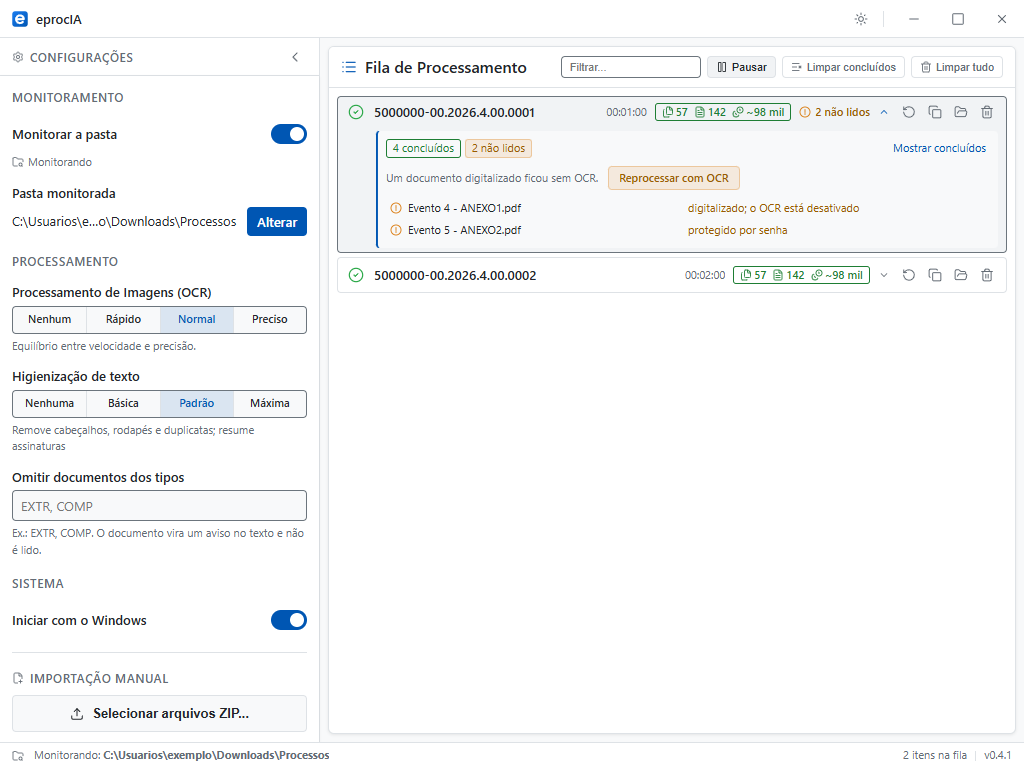 eprocIA
CONFIGURAÇÕES
MONITORAMENTO
Monitorar a pasta
Monitorando
Pasta monitorada
C:\Usuarios\e...o\Downloads\Processos
Alterar
PROCESSAMENTO
Processamento de Imagens (OCR)
Nenhum Rápido Normal Preciso
Equilíbrio entre velocidade e precisão.
Higienização de texto
Nenhuma Básica Padrão Máxima
Remove cabeçalhos, rodapés e duplicatas; resume
assinaturas
Omitir documentos dos tipos
EXTR, COMP
Ex.: EXTR, COMP. O documento vira um aviso no texto e não
é lido.
SISTEMA
Iniciar com o Windows
IMPORTAÇÃO MANUAL
Selecionar arquivos ZIP...
Fila de Processamento
Filtrar...
Pausar
Limpar concluídos
Limpar tudo
5000000-00.2026.4.00.0001 00:01:00 57 142 ~98 mil 2 não lidos
4 concluídos 2 não lidos Mostrar concluídos
Um documento digitalizado ficou sem OCR. Reprocessar com OCR
Evento 4 - ANEXO1.pdf digitalizado; o OCR está desativado
Evento 5 - ANEXO2.pdf protegido por senha
5000000-00.2026.4.00.0002 00:02:00 57 142 ~98 mil
Monitorando: C:\Usuarios\exemplo\Downloads\Processos
2 itens na fila v0.4.1